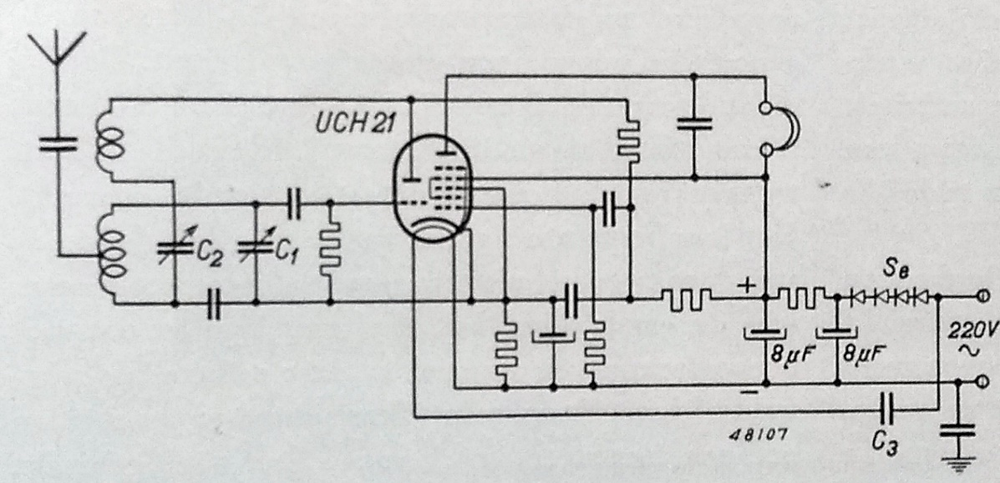 UCH21
C2
C1
Se
+
220V
~
8µF
8µF
−
48107
C3